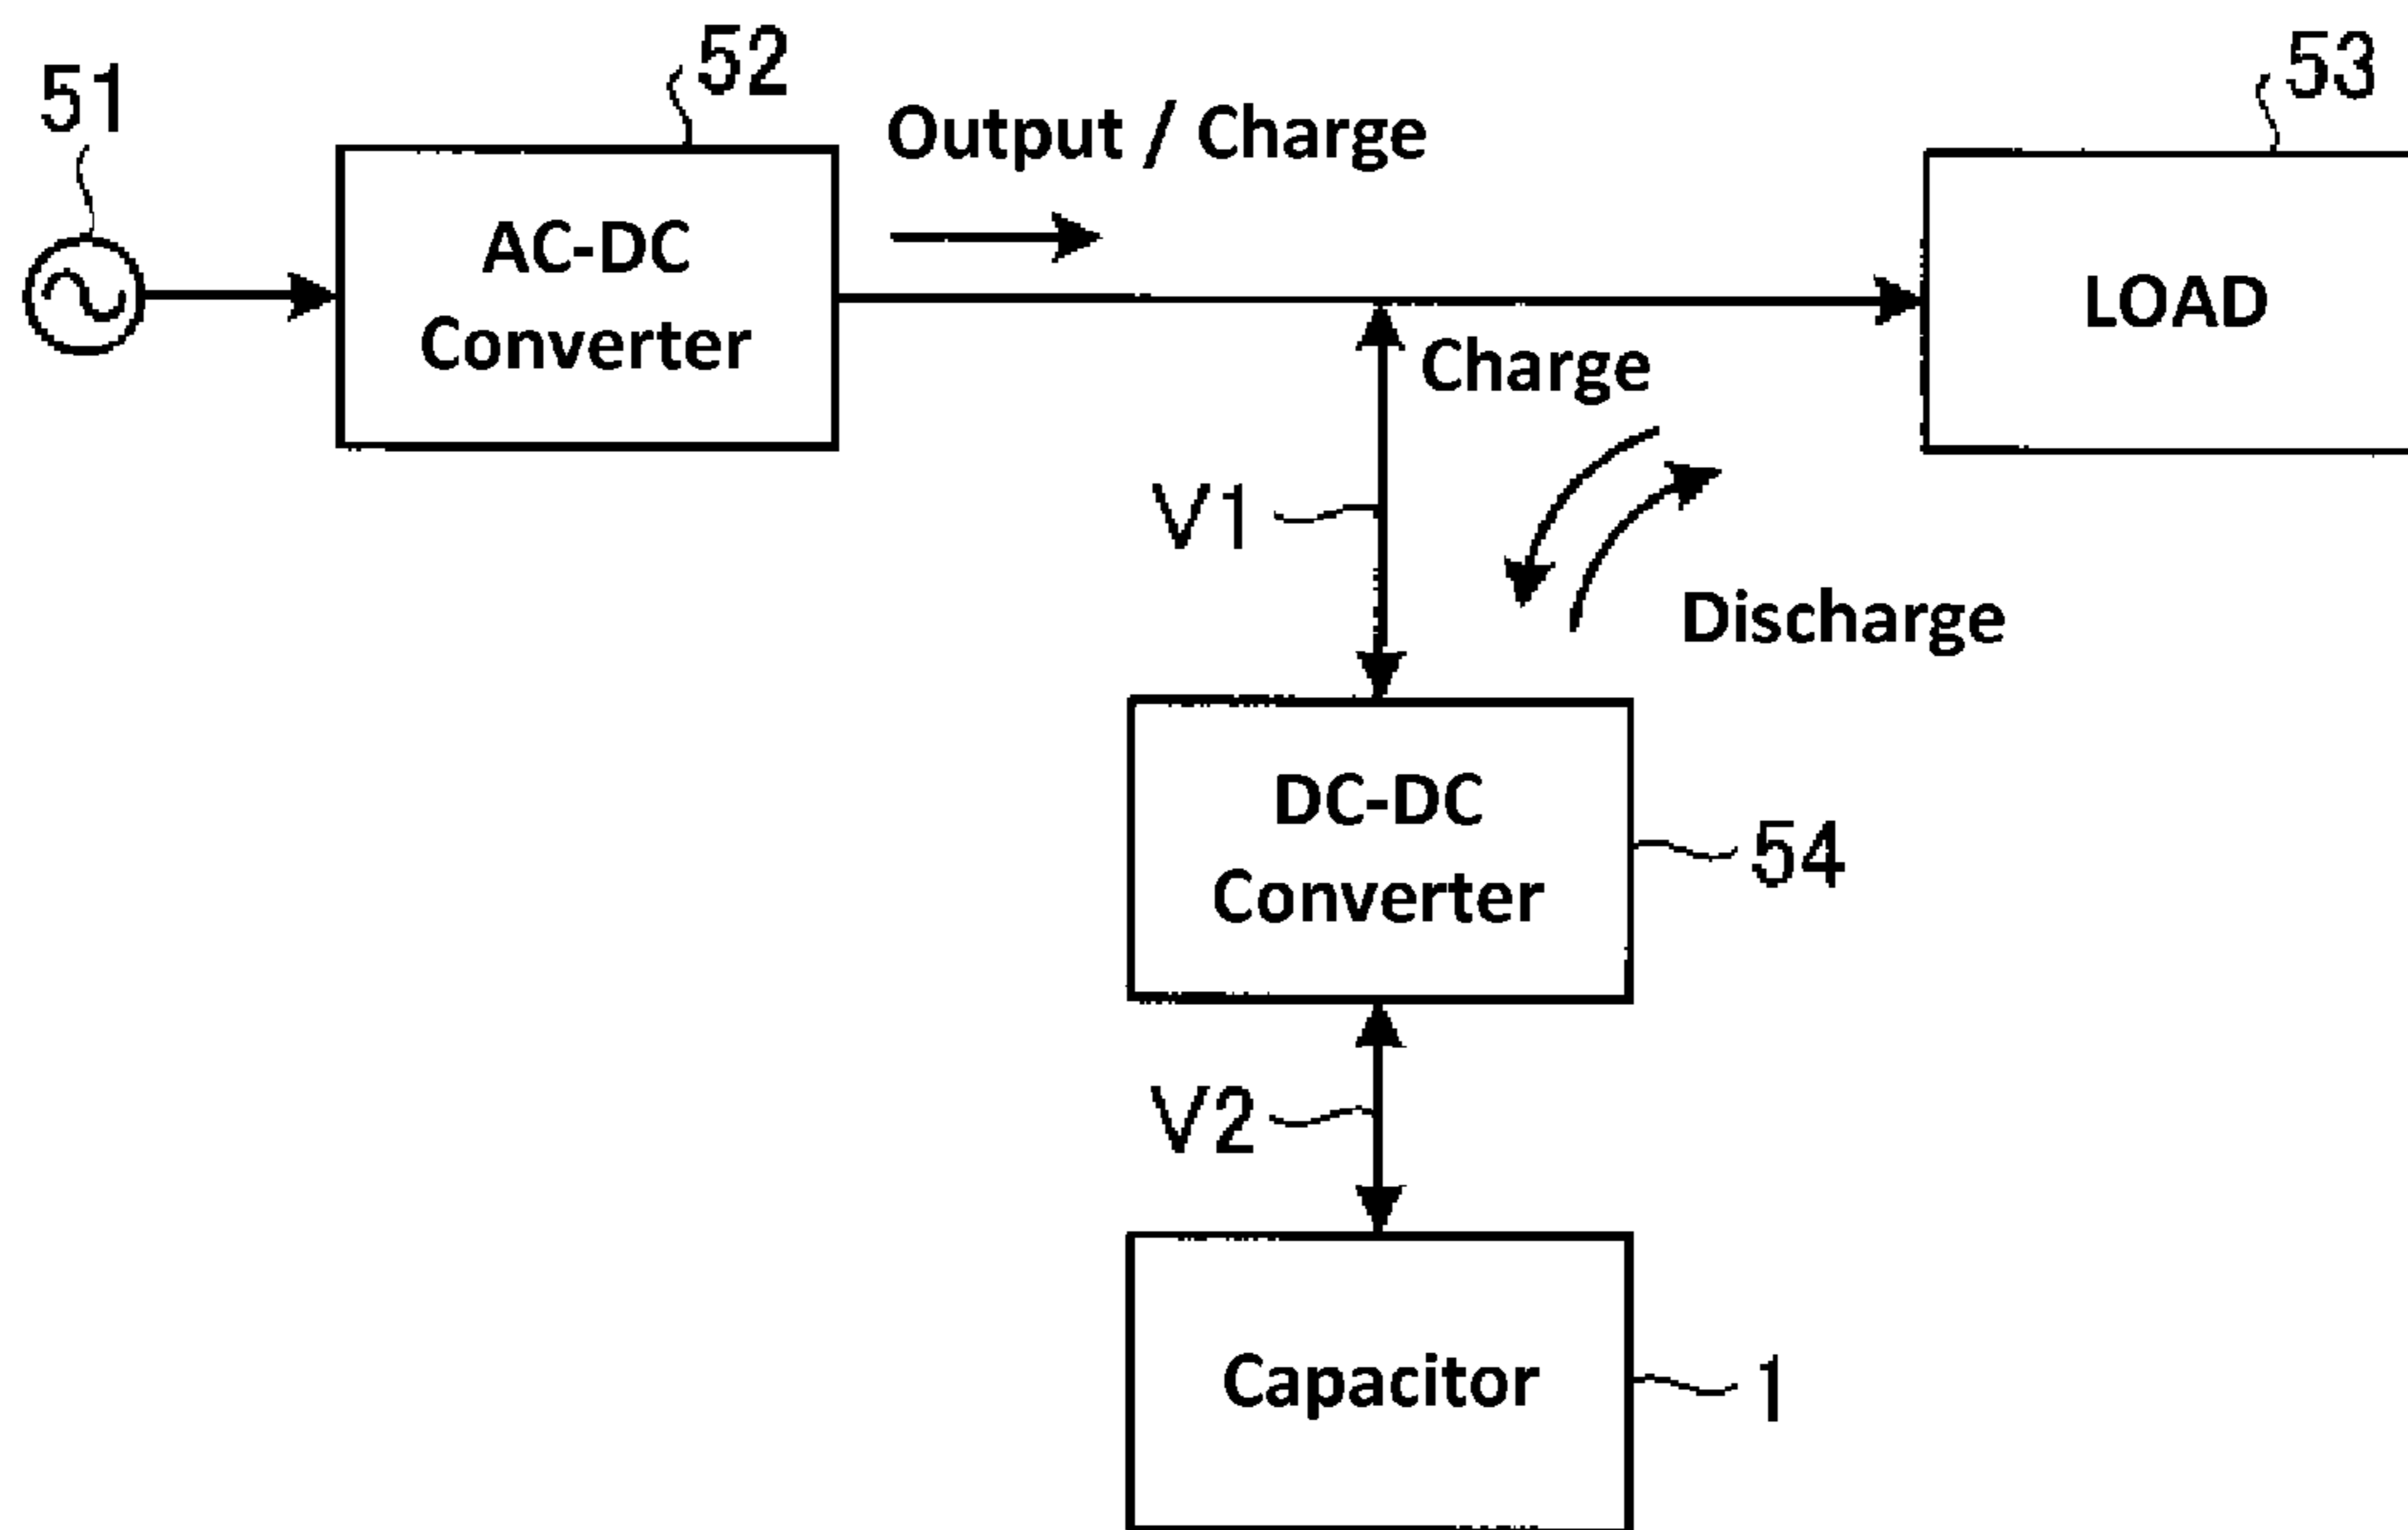 51
52
53
Output / Charge
AC-DC
Converter
LOAD
Charge
V1
Discharge
DC-DC
Converter
54
V2
Capacitor
1